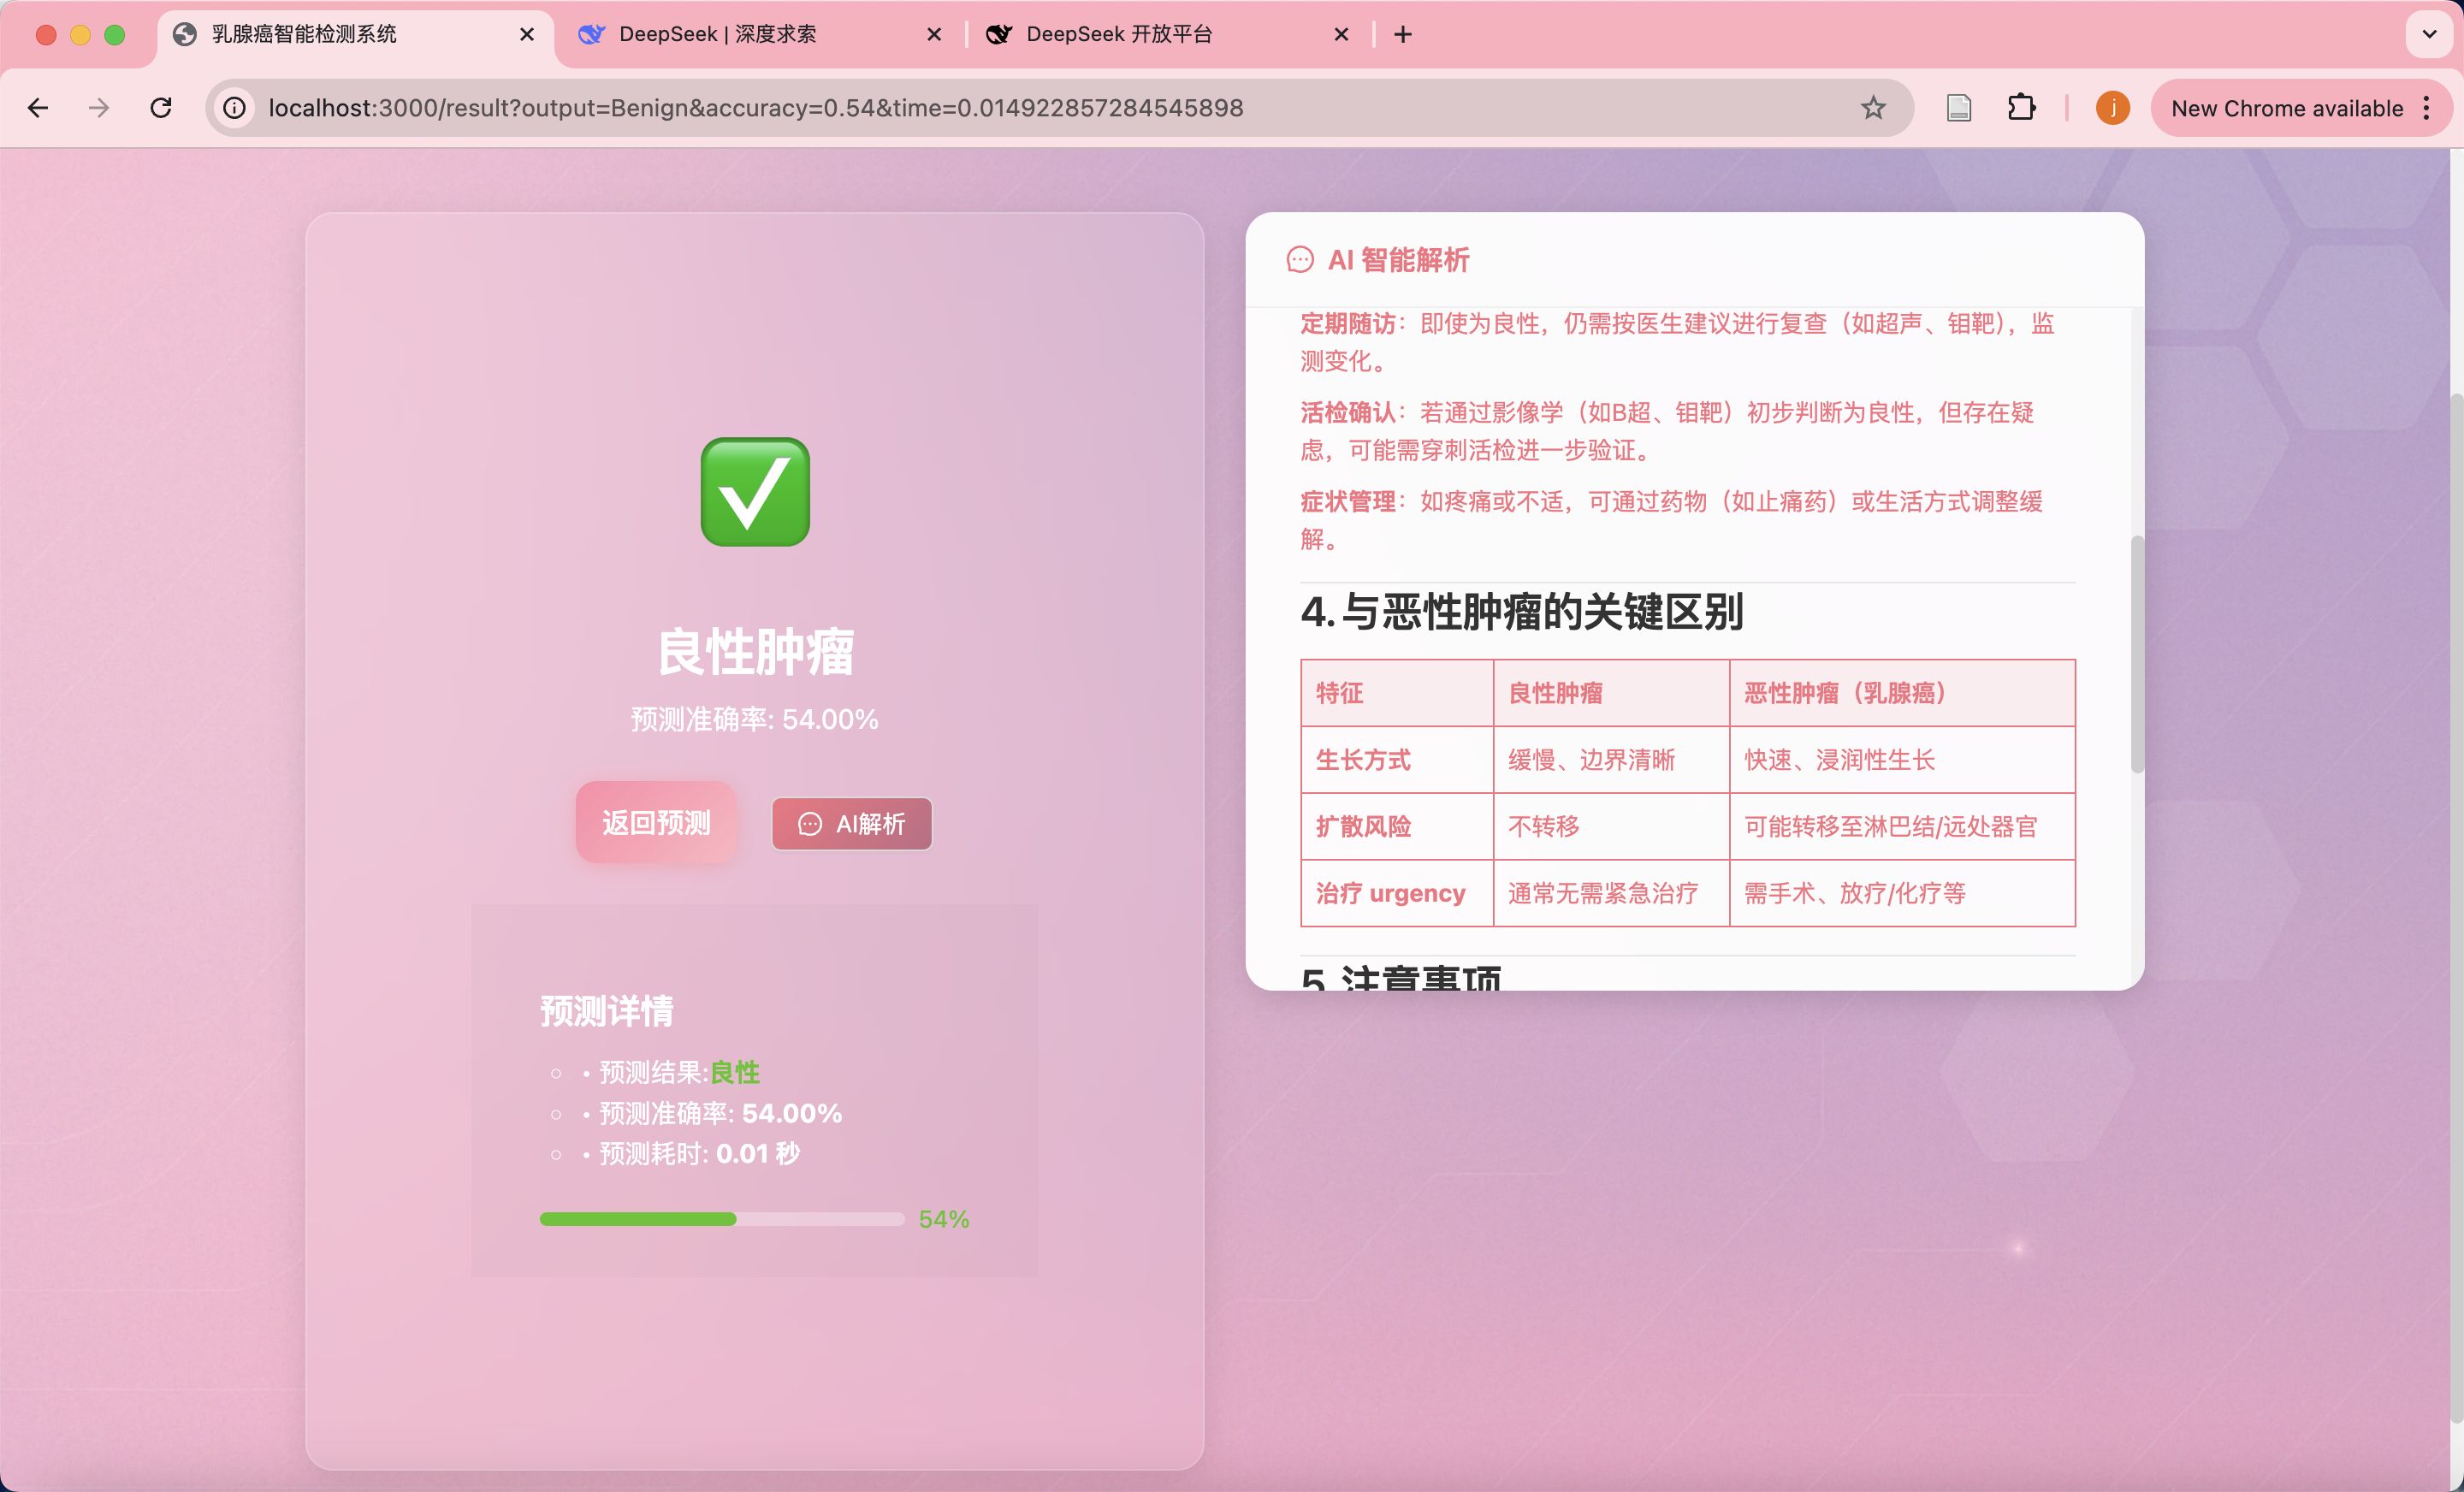 乳腺癌智能检测系统
DeepSeek | 深度求索
DeepSeek 开放平台
localhost:3000/result?output=Benign&accuracy=0.54&time=0.014922857284545898
j
New Chrome available
良性肿瘤
预测准确率: 54.00%
返回预测
AI解析
预测详情
• 预测结果:良性
• 预测准确率: 54.00%
• 预测耗时: 0.01 秒
54%
AI 智能解析
定期随访：即使为良性，仍需按医生建议进行复查（如超声、钼靶），监
测变化。
活检确认：若通过影像学（如B超、钼靶）初步判断为良性，但存在疑
虑，可能需穿刺活检进一步验证。
症状管理：如疼痛或不适，可通过药物（如止痛药）或生活方式调整缓
解。
4. 与恶性肿瘤的关键区别
特征 良性肿瘤 恶性肿瘤（乳腺癌）
生长方式 缓慢、边界清晰 快速、浸润性生长
扩散风险 不转移 可能转移至淋巴结/远处器官
治疗 urgency 通常无需紧急治疗 需手术、放疗/化疗等
5. 注意事项